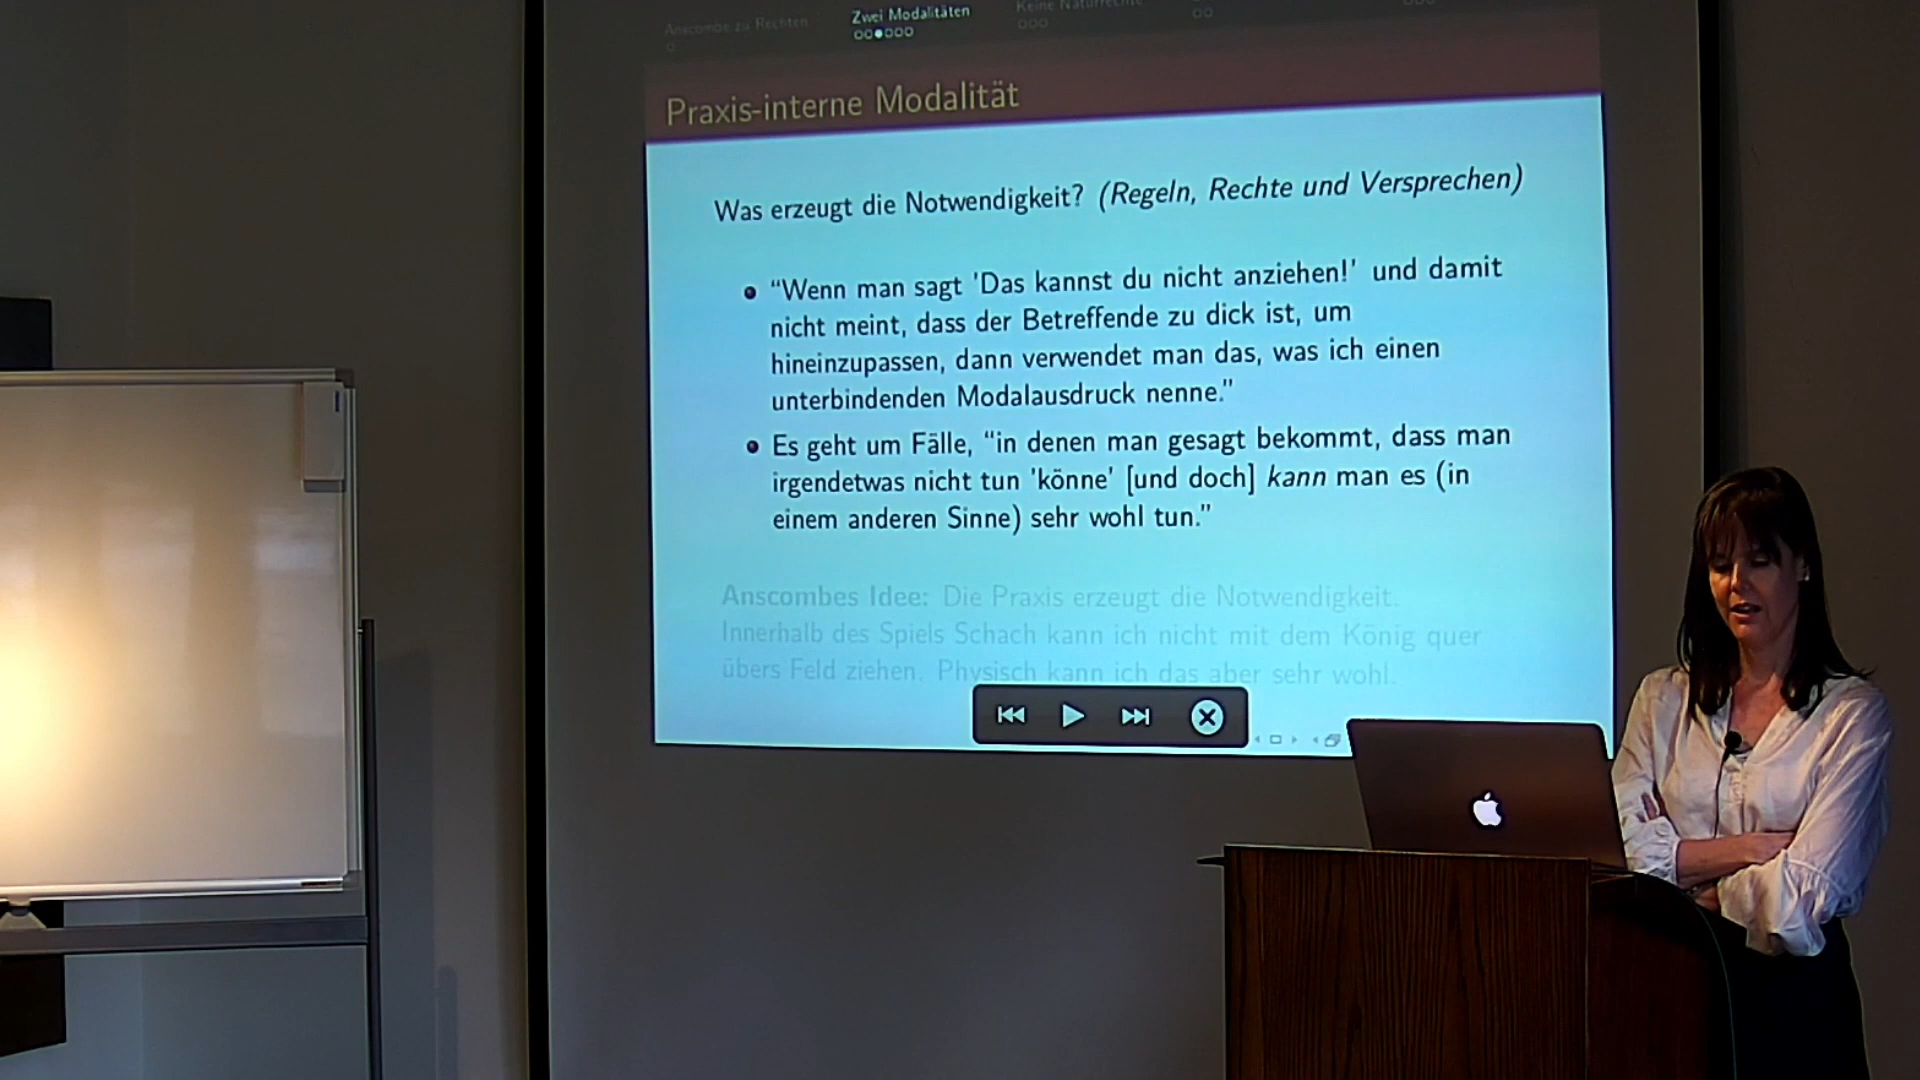 Anscombe zu Rechten
Zwei Modalitäten
Keine Naturrechte
Praxis-interne Modalität
Was erzeugt die Notwendigkeit? (Regeln, Rechte und Versprechen)
“Wenn man sagt 'Das kannst du nicht anziehen!' und damit
nicht meint, dass der Betreffende zu dick ist, um
hineinzupassen, dann verwendet man das, was ich einen
unterbindenden Modalausdruck nenne.”
Es geht um Fälle, “in denen man gesagt bekommt, dass man
irgendetwas nicht tun 'könne' [und doch] kann man es (in
einem anderen Sinne) sehr wohl tun.”
Anscombes Idee: Die Praxis erzeugt die Notwendigkeit.
Innerhalb des Spiels Schach kann ich nicht mit dem König quer
übers Feld ziehen. Physisch kann ich das aber sehr wohl.